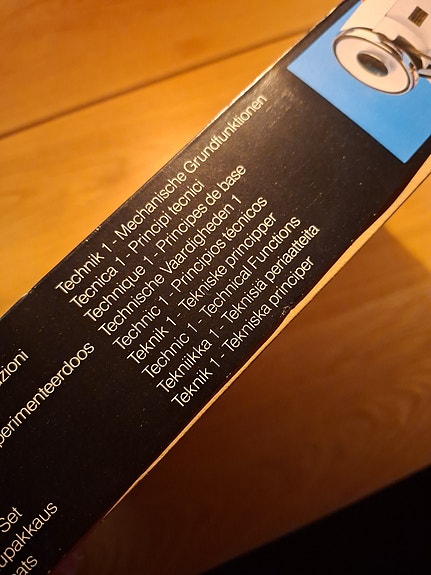 Technik 1 - Mechanische Grundfunktionen
Tecnica 1 - Principi tecnici
Technique 1 - Principes de base
Technische Vaardigheden 1
Technic 1 - Principios técnicos
Teknik 1 - Tekniske principper
Technic 1 - Technical Functions
Tekniikka 1 - Teknisiä periaatteita
Teknik 1 - Tekniska principer
zioni
perimenteerdoos
Set
upakkaus
ats